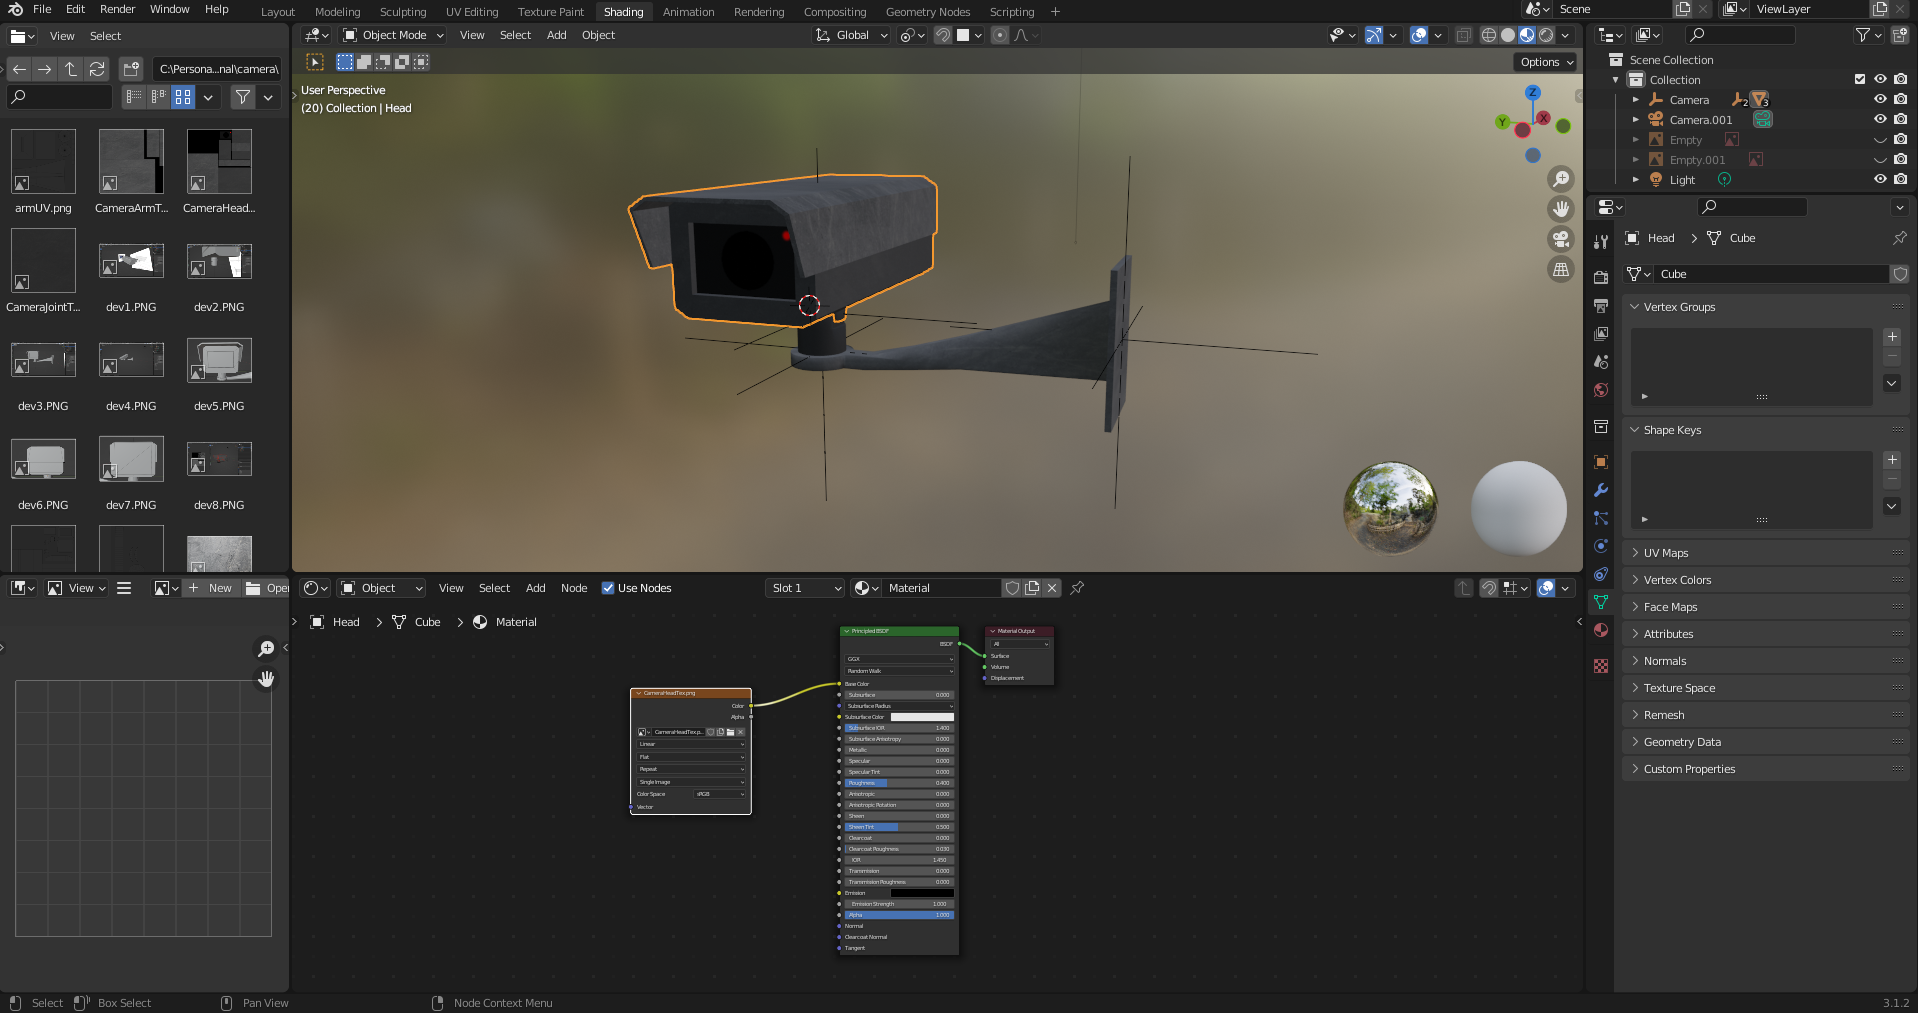 File Edit Render Window Help
Layout Modeling Sculpting UV Editing Texture Paint Shading Animation Rendering Compositing Geometry Nodes Scripting
Scene
ViewLayer
View Select
C:\Persona...nal\camera\
armUV.png CameraArmT... CameraHead...
CameraJointT... dev1.PNG dev2.PNG
dev3.PNG dev4.PNG dev5.PNG
dev6.PNG dev7.PNG dev8.PNG
Object Mode View Select Add Object
Global
Options
User Perspective
(20) Collection | Head
Z
Y
X
Scene Collection
Collection
Camera 2 3
Camera.001
Empty
Empty.001
Light
Head > Cube
Cube
Vertex Groups
Shape Keys
UV Maps
Vertex Colors
Face Maps
Attributes
Normals
Texture Space
Remesh
Geometry Data
Custom Properties
View
New
Open
Object View Select Add Node Use Nodes
Slot 1
Material
Head > Cube > Material
CameraHeadTex.png
Color
Alpha
CameraHeadTex.p...
Linear
Flat
Repeat
Single Image
Color Space sRGB
Vector
Principled BSDF
BSDF
GGX
Random Walk
Base Color
Subsurface 0.000
Subsurface Radius
Subsurface Color
Subsurface IOR 1.400
Subsurface Anisotropy 0.000
Metallic 0.000
Specular 0.000
Specular Tint 0.000
Roughness 0.400
Anisotropic 0.000
Anisotropic Rotation 0.000
Sheen 0.000
Sheen Tint 0.500
Clearcoat 0.000
Clearcoat Roughness 0.030
IOR 1.450
Transmission 0.000
Transmission Roughness 0.000
Emission
Emission Strength 1.000
Alpha 1.000
Normal
Clearcoat Normal
Tangent
Material Output
All
Surface
Volume
Displacement
Select Box Select Pan View Node Context Menu
3.1.2